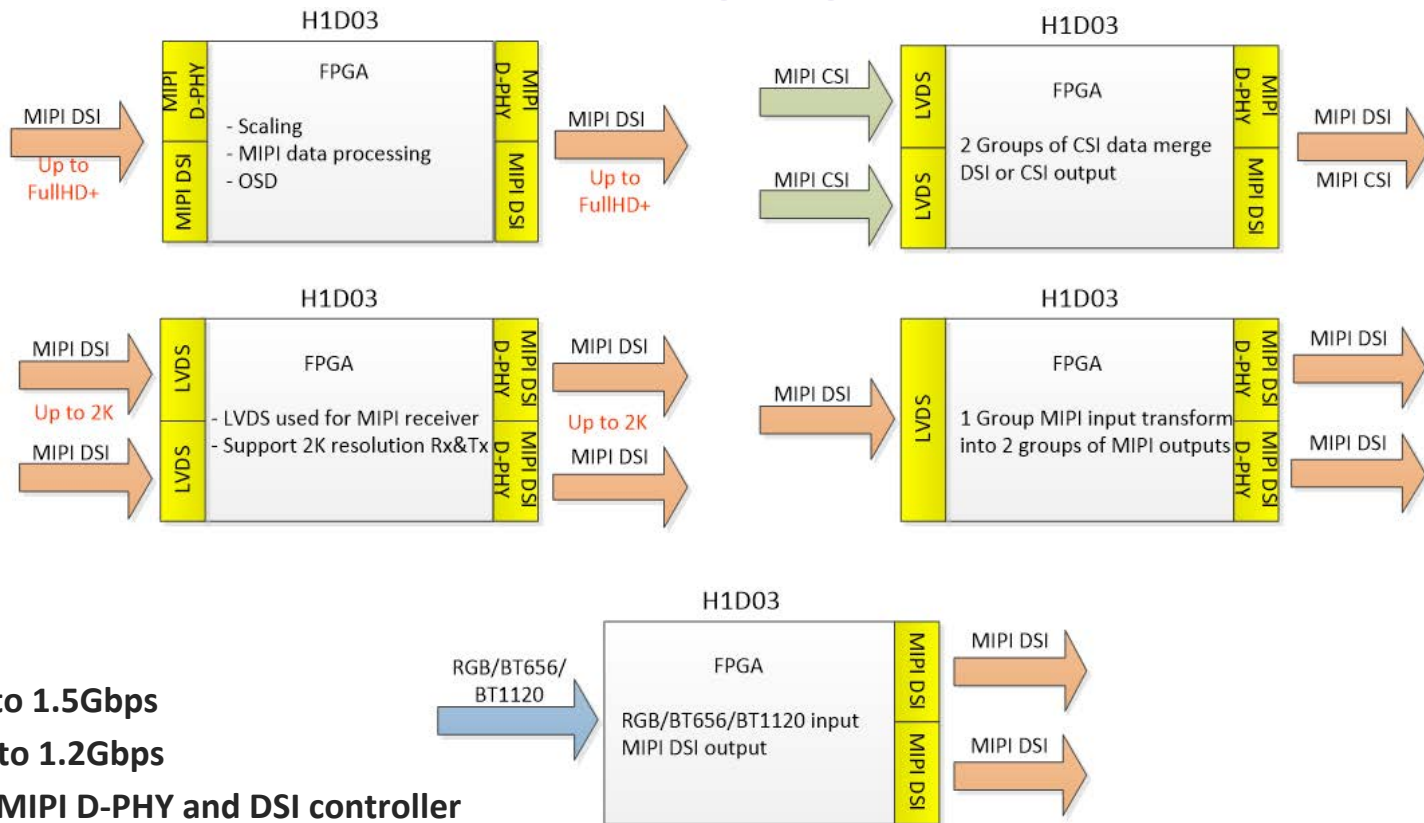 H1D03
MIPI DSI
Up to
FullHD+
MIPI
D-PHY
MIPI DSI
FPGA
- Scaling
- MIPI data processing
- OSD
MIPI
D-PHY
MIPI DSI
MIPI DSI
Up to
FullHD+
H1D03
MIPI CSI
MIPI CSI
LVDS
LVDS
FPGA
2 Groups of CSI data merge
DSI or CSI output
MIPI
D-PHY
MIPI DSI
MIPI DSI
MIPI CSI
H1D03
MIPI DSI
Up to 2K
MIPI DSI
LVDS
LVDS
FPGA
- LVDS used for MIPI receiver
- Support 2K resolution Rx&Tx
MIPI DSI
D-PHY
MIPI DSI
D-PHY
MIPI DSI
Up to 2K
MIPI DSI
H1D03
MIPI DSI
LVDS
FPGA
1 Group MIPI input transform
into 2 groups of MIPI outputs
MIPI DSI
D-PHY
MIPI DSI
D-PHY
MIPI DSI
MIPI DSI
H1D03
RGB/BT656/
BT1120
FPGA
RGB/BT656/BT1120 input
MIPI DSI output
MIPI DSI
MIPI DSI
MIPI DSI
MIPI DSI
to 1.5Gbps
to 1.2Gbps
MIPI D-PHY and DSI controller